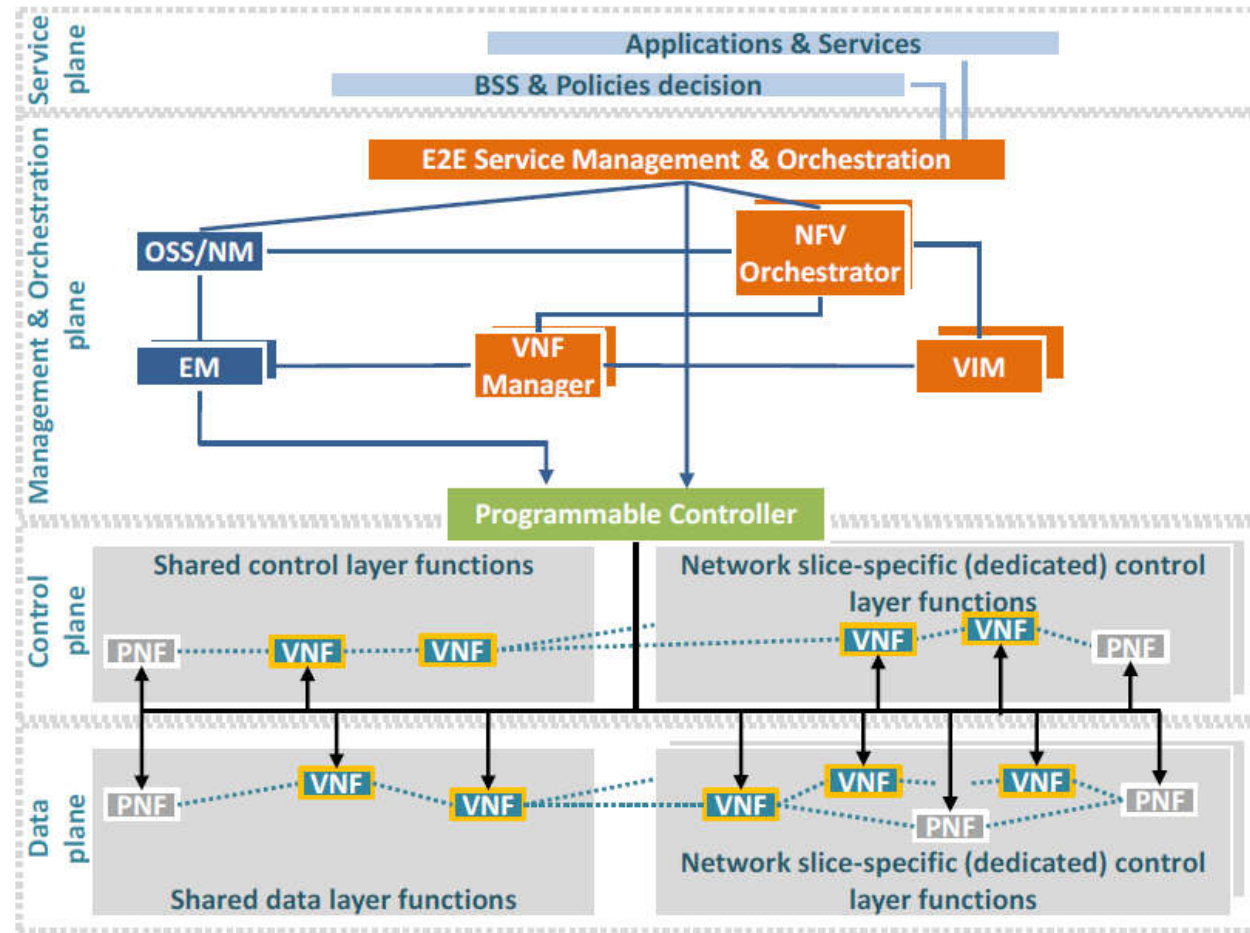 Service
plane
Applications & Services
BSS & Policies decision
Management & Orchestration
plane
E2E Service Management & Orchestration
OSS/NM
NFV
Orchestrator
EM
VNF
Manager
VIM
Programmable Controller
Control
plane
Shared control layer functions
Network slice-specific (dedicated) control
layer functions
PNF
VNF
VNF
VNF
VNF
PNF
Data
plane
PNF
VNF
VNF
VNF
VNF
PNF
VNF
PNF
Shared data layer functions
Network slice-specific (dedicated) control
layer functions